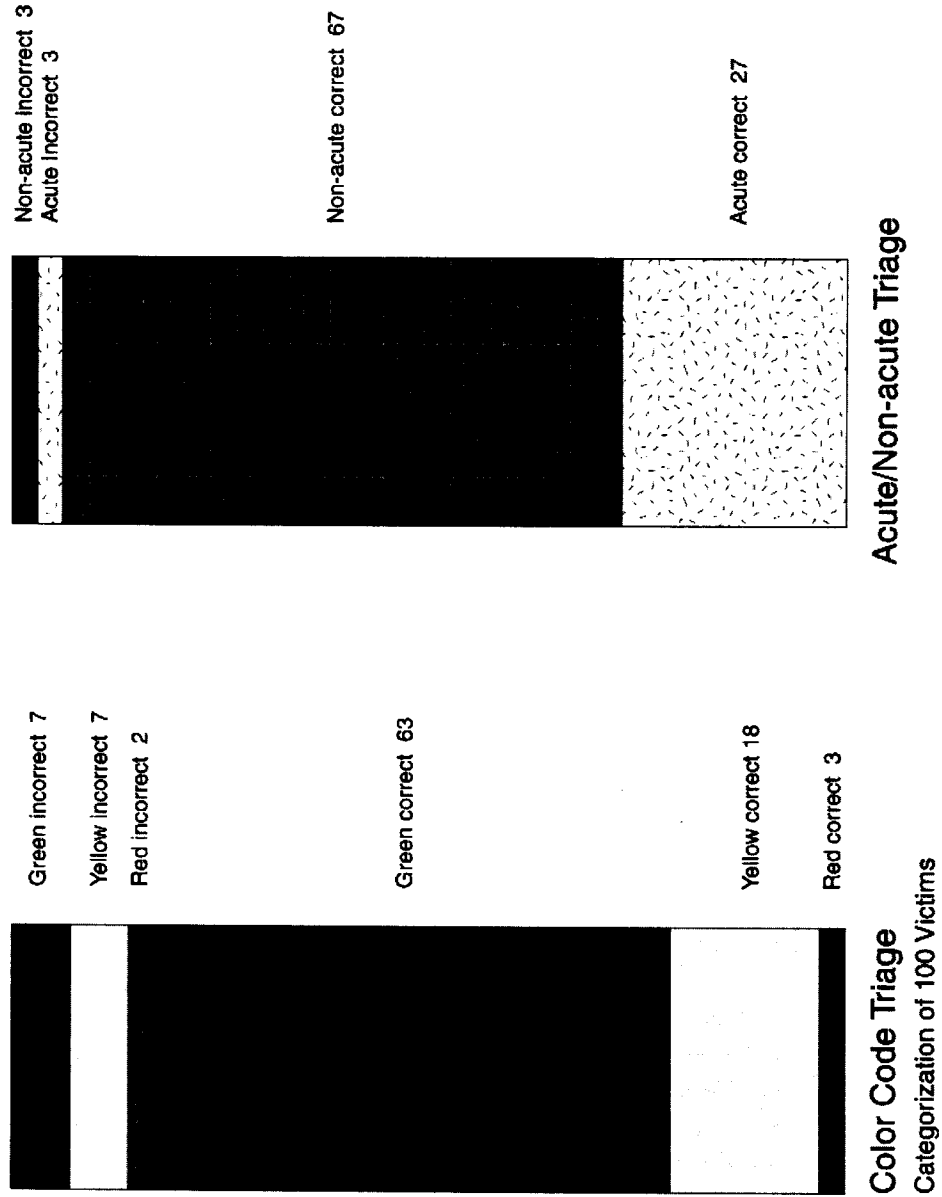 Non-acute incorrect 3
Acute incorrect 3
Non-acute correct 67
Acute correct 27
Acute/Non-acute Triage
Green incorrect 7
Yellow incorrect 7
Red incorrect 2
Green correct 63
Yellow correct 18
Red correct 3
Color Code Triage
Categorization of 100 Victims